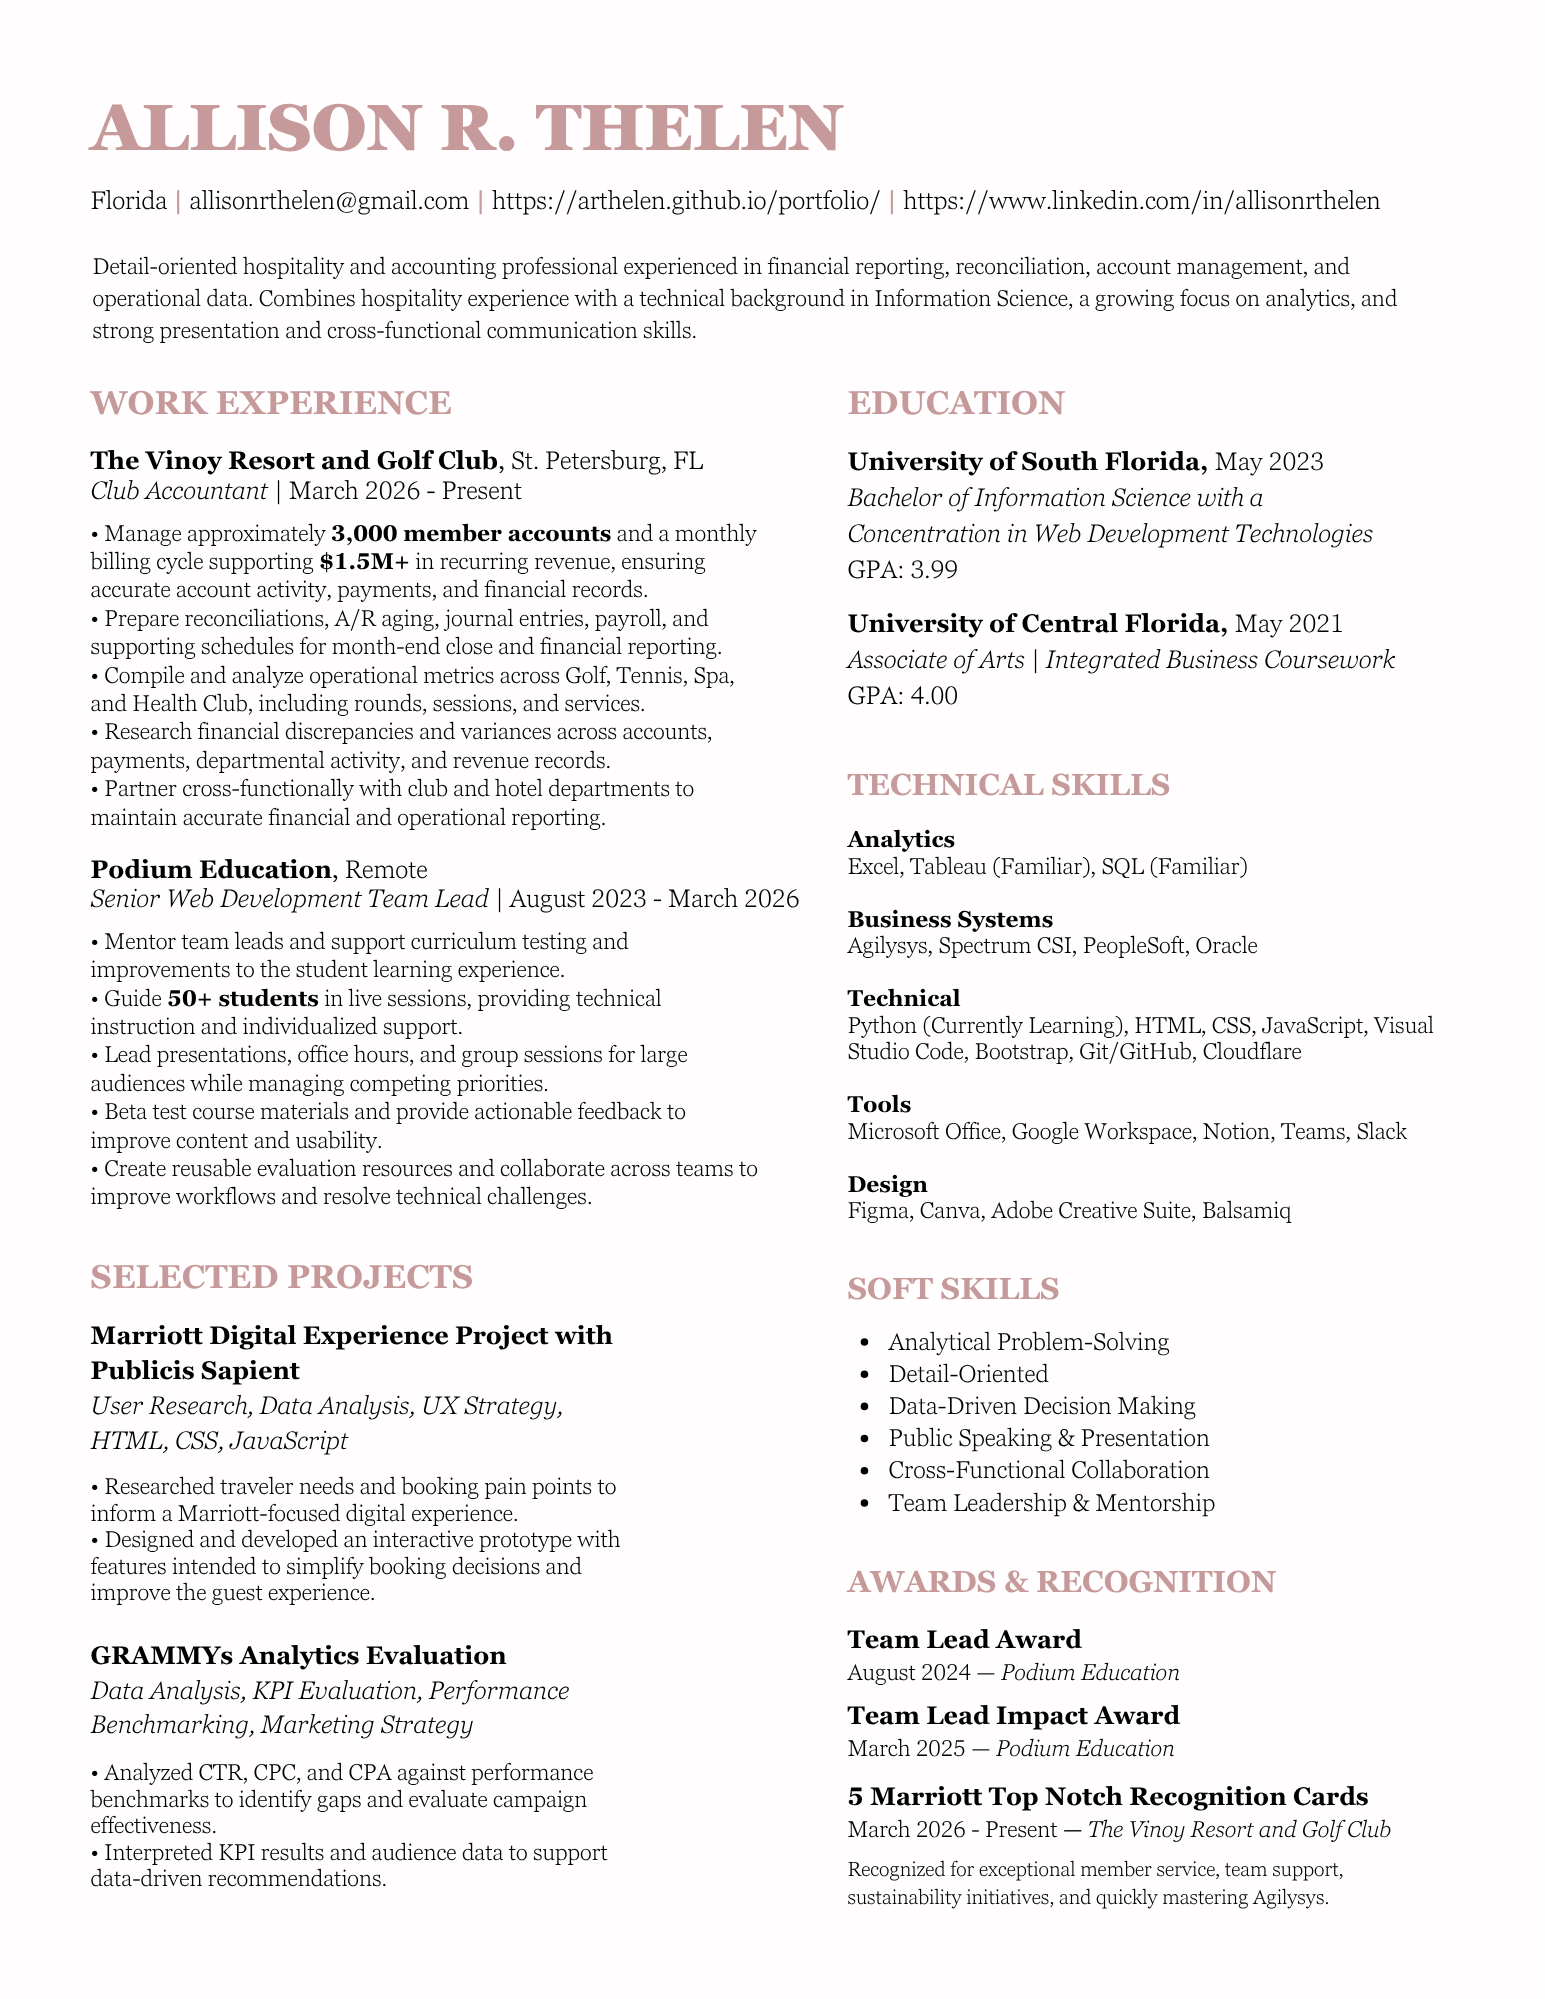 ALLISON R. THELEN
Florida | allisonrthelen@gmail.com | https://arthelen.github.io/portfolio/ | https://www.linkedin.com/in/allisonrthelen
Detail-oriented hospitality and accounting professional experienced in financial reporting, reconciliation, account management, and
operational data. Combines hospitality experience with a technical background in Information Science, a growing focus on analytics, and
strong presentation and cross-functional communication skills.
WORK EXPERIENCE
The Vinoy Resort and Golf Club, St. Petersburg, FL
Club Accountant | March 2026 - Present
• Manage approximately 3,000 member accounts and a monthly
billing cycle supporting $1.5M+ in recurring revenue, ensuring
accurate account activity, payments, and financial records.
• Prepare reconciliations, A/R aging, journal entries, payroll, and
supporting schedules for month-end close and financial reporting.
• Compile and analyze operational metrics across Golf, Tennis, Spa,
and Health Club, including rounds, sessions, and services.
• Research financial discrepancies and variances across accounts,
payments, departmental activity, and revenue records.
• Partner cross-functionally with club and hotel departments to
maintain accurate financial and operational reporting.
Podium Education, Remote
Senior Web Development Team Lead | August 2023 - March 2026
• Mentor team leads and support curriculum testing and
improvements to the student learning experience.
• Guide 50+ students in live sessions, providing technical
instruction and individualized support.
• Lead presentations, office hours, and group sessions for large
audiences while managing competing priorities.
• Beta test course materials and provide actionable feedback to
improve content and usability.
• Create reusable evaluation resources and collaborate across teams to
improve workflows and resolve technical challenges.
SELECTED PROJECTS
Marriott Digital Experience Project with
Publicis Sapient
User Research, Data Analysis, UX Strategy,
HTML, CSS, JavaScript
• Researched traveler needs and booking pain points to
inform a Marriott-focused digital experience.
• Designed and developed an interactive prototype with
features intended to simplify booking decisions and
improve the guest experience.
GRAMMYs Analytics Evaluation
Data Analysis, KPI Evaluation, Performance
Benchmarking, Marketing Strategy
• Analyzed CTR, CPC, and CPA against performance
benchmarks to identify gaps and evaluate campaign
effectiveness.
• Interpreted KPI results and audience data to support
data-driven recommendations.
EDUCATION
University of South Florida, May 2023
Bachelor of Information Science with a
Concentration in Web Development Technologies
GPA: 3.99
University of Central Florida, May 2021
Associate of Arts | Integrated Business Coursework
GPA: 4.00
TECHNICAL SKILLS
Analytics
Excel, Tableau (Familiar), SQL (Familiar)
Business Systems
Agilysys, Spectrum CSI, PeopleSoft, Oracle
Technical
Python (Currently Learning), HTML, CSS, JavaScript, Visual
Studio Code, Bootstrap, Git/GitHub, Cloudflare
Tools
Microsoft Office, Google Workspace, Notion, Teams, Slack
Design
Figma, Canva, Adobe Creative Suite, Balsamiq
SOFT SKILLS
• Analytical Problem-Solving
• Detail-Oriented
• Data-Driven Decision Making
• Public Speaking & Presentation
• Cross-Functional Collaboration
• Team Leadership & Mentorship
AWARDS & RECOGNITION
Team Lead Award
August 2024 — Podium Education
Team Lead Impact Award
March 2025 — Podium Education
5 Marriott Top Notch Recognition Cards
March 2026 - Present — The Vinoy Resort and Golf Club
Recognized for exceptional member service, team support,
sustainability initiatives, and quickly mastering Agilysys.